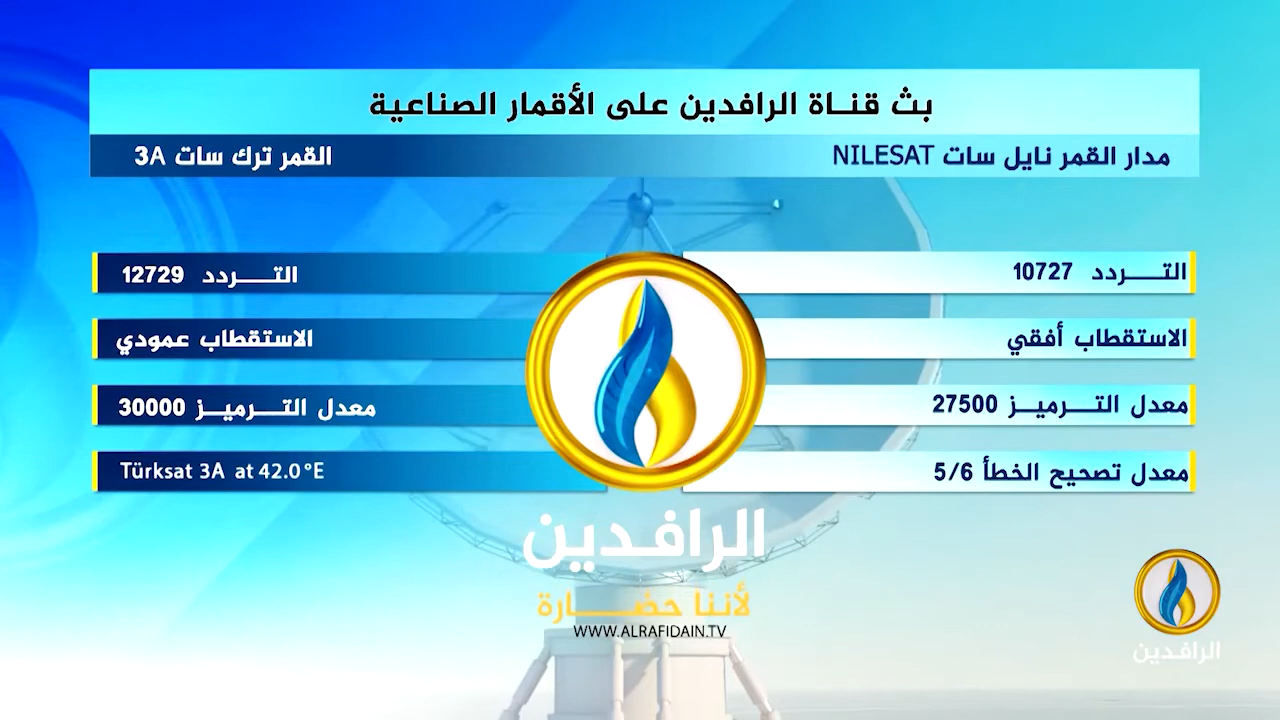 بث قناة الرافدين على الأقمار الصناعية
مدار القمر نايل سات NILESAT
القمر ترك سات 3A
التردد 10727
التردد 12729
الاستقطاب أفقي
الاستقطاب عمودي
معدل الترميز 27500
معدل الترميز 30000
معدل تصحيح الخطأ 5/6
Türksat 3A at 42.0°E
الرافدين
لأننا حضارة
WWW.ALRAFIDAIN.TV
الرافدين